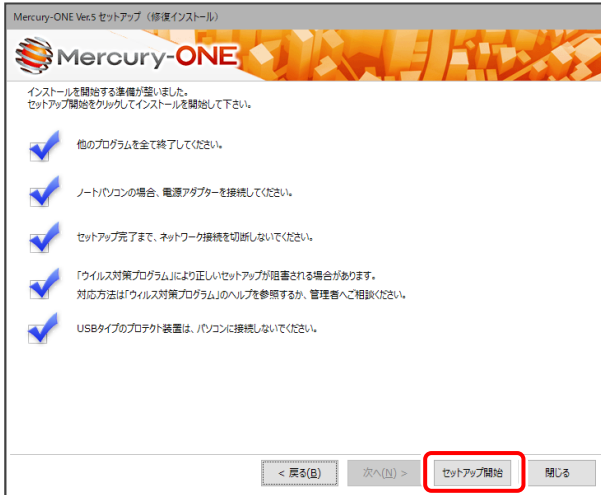 Mercury-ONE Ver.5 セットアップ（修復インストール）
Mercury-ONE
インストールを開始する準備が整いました。
セットアップ開始をクリックしてインストールを開始して下さい。
他のプログラムを全て終了してください。
ノートパソコンの場合、電源アダプターを接続してください。
セットアップ完了まで、ネットワーク接続を切断しないでください。
「ウイルス対策プログラム」により正しいセットアップが阻害される場合があります。
対応方法は「ウィルス対策プログラム」のヘルプを参照するか、管理者へご相談ください。
USBタイプのプロテクト装置は、パソコンに接続しないでください。
< 戻る(B) 次へ(N) > セットアップ開始 閉じる